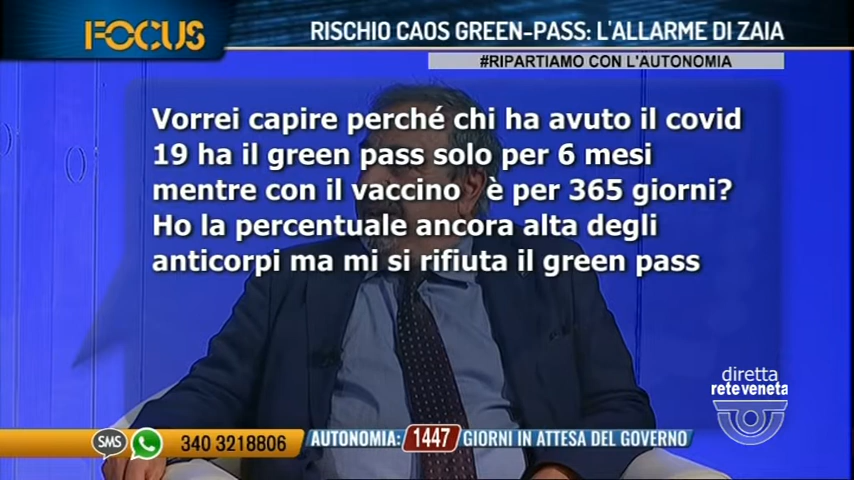 FOCUS
RISCHIO CAOS GREEN-PASS: L'ALLARME DI ZAIA
#RIPARTIAMO CON L'AUTONOMIA
Vorrei capire perché chi ha avuto il covid
19 ha il green pass solo per 6 mesi
mentre con il vaccino è per 365 giorni?
Ho la percentuale ancora alta degli
anticorpi ma mi si rifiuta il green pass
diretta
reteveneta
SMS 340 3218806 AUTONOMIA: 1447 GIORNI IN ATTESA DEL GOVERNO